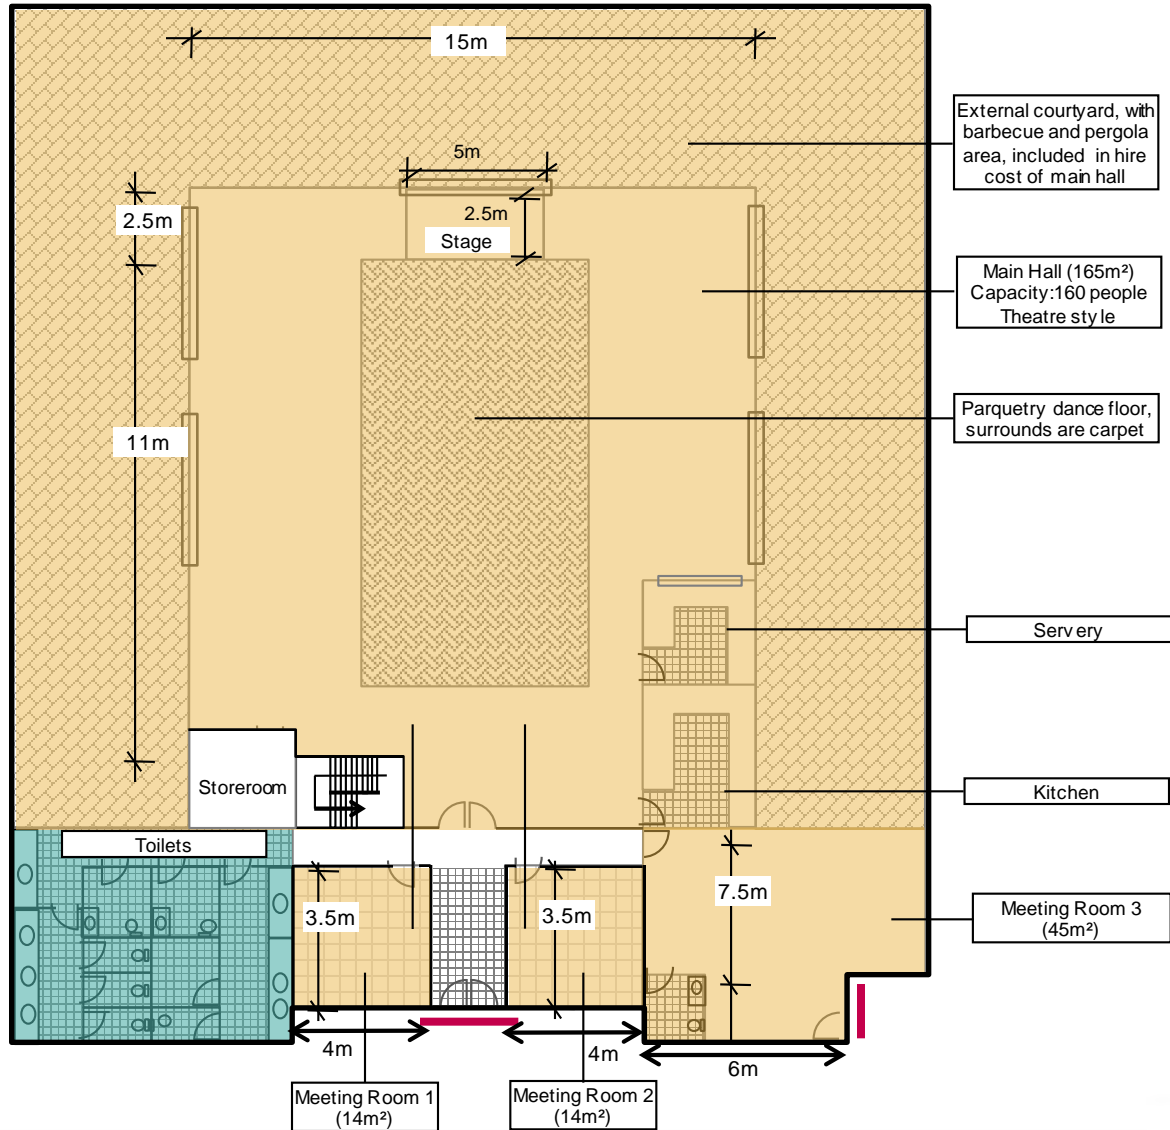 15m
External courtyard, with
barbecue and pergola
area, included in hire
cost of main hall
5m
2.5m
2.5m
Stage
Main Hall (165m²)
Capacity:160 people
Theatre style
Parquetry dance floor,
surrounds are carpet
11m
Servery
Storeroom
Kitchen
Toilets
7.5m
3.5m
3.5m
Meeting Room 3
(45m²)
4m
4m
6m
Meeting Room 1
(14m²)
Meeting Room 2
(14m²)